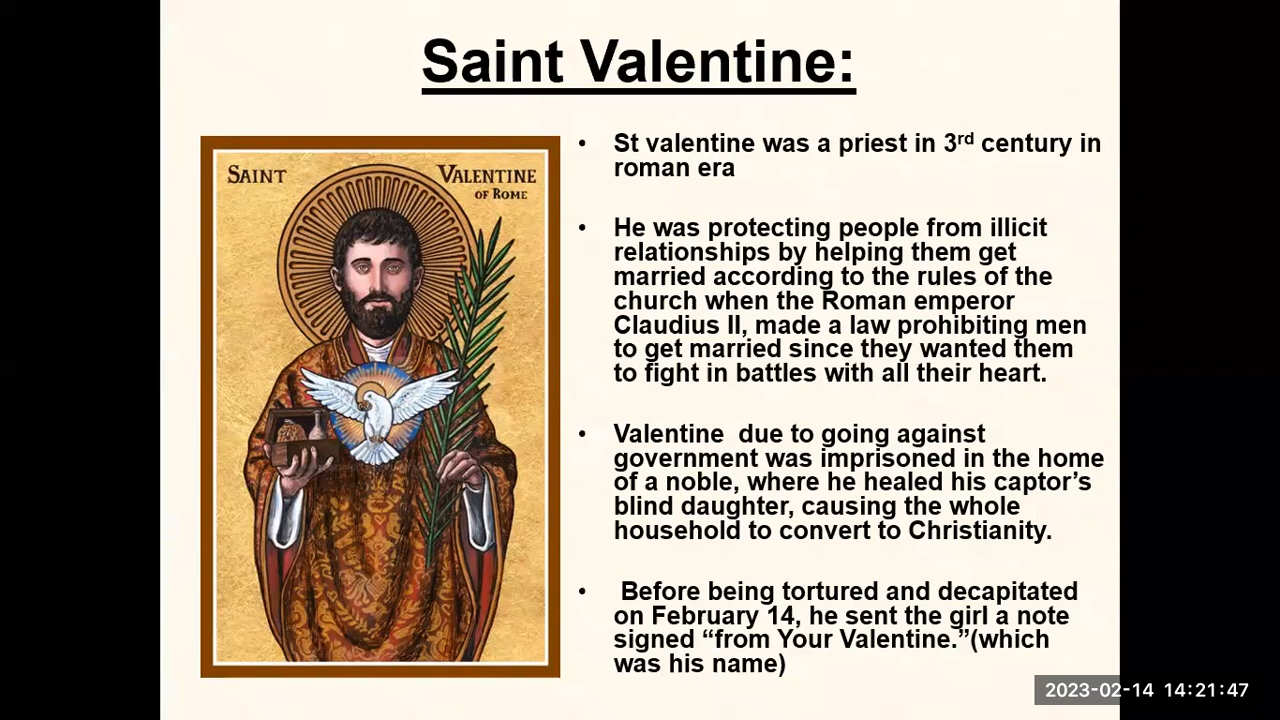 Saint Valentine:
SAINT
VALENTINE
OF ROME
• St valentine was a priest in 3rd century in
roman era
• He was protecting people from illicit
relationships by helping them get
married according to the rules of the
church when the Roman emperor
Claudius II, made a law prohibiting men
to get married since they wanted them
to fight in battles with all their heart.
• Valentine due to going against
government was imprisoned in the home
of a noble, where he healed his captor’s
blind daughter, causing the whole
household to convert to Christianity.
• Before being tortured and decapitated
on February 14, he sent the girl a note
signed “from Your Valentine.”(which
was his name)
2023-02-14 14:21:47